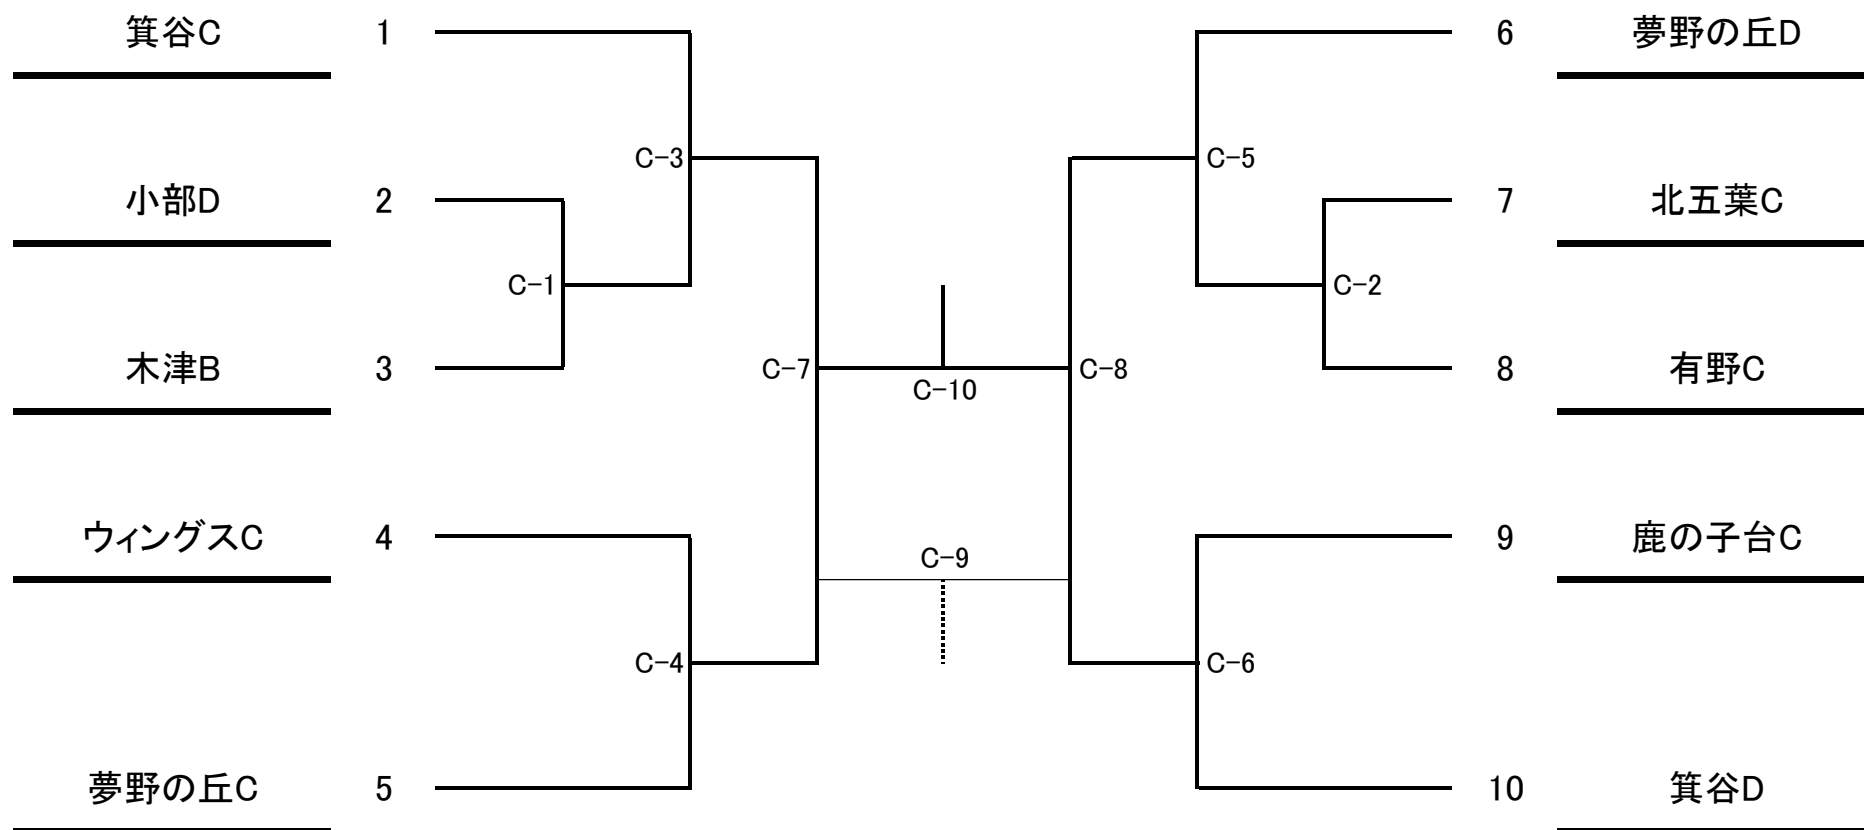 箕谷C 1 6 夢野の丘D
C-3 C-5
小部D 2 7 北五葉C
C-1 C-2
木津B 3 C-7 C-8 8 有野C
C-10
ウィングスC 4 9 鹿の子台C
C-9
C-4 C-6
夢野の丘C 5 10 箕谷D